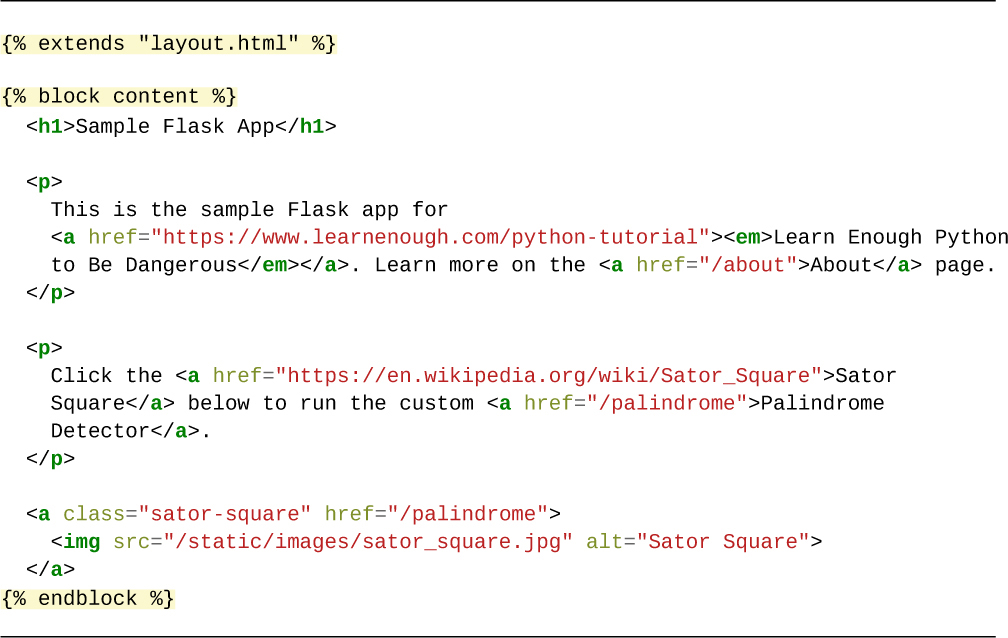 {% extends "layout.html" %}
{% block content %}
<h1>Sample Flask App</h1>
<p>
This is the sample Flask app for
<a href="https://www.learnenough.com/python-tutorial"><em>Learn Enough Python
to Be Dangerous</em></a>. Learn more on the <a href="/about">About</a> page.
</p>
<p>
Click the <a href="https://en.wikipedia.org/wiki/Sator_Square">Sator
Square</a> below to run the custom <a href="/palindrome">Palindrome
Detector</a>.
</p>
<a class="sator-square" href="/palindrome">
<img src="/static/images/sator_square.jpg" alt="Sator Square">
</a>
{% endblock %}